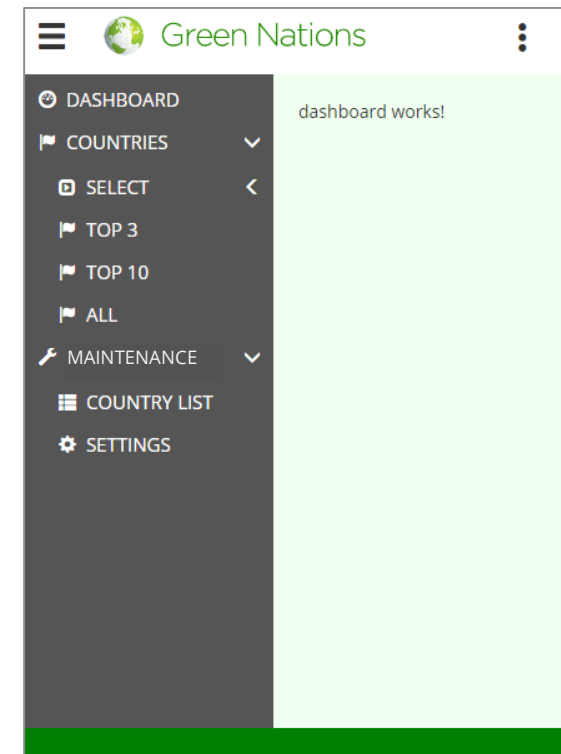 Green Nations
DASHBOARD
COUNTRIES
SELECT
TOP 3
TOP 10
ALL
MAINTENANCE
COUNTRY LIST
SETTINGS
dashboard works!